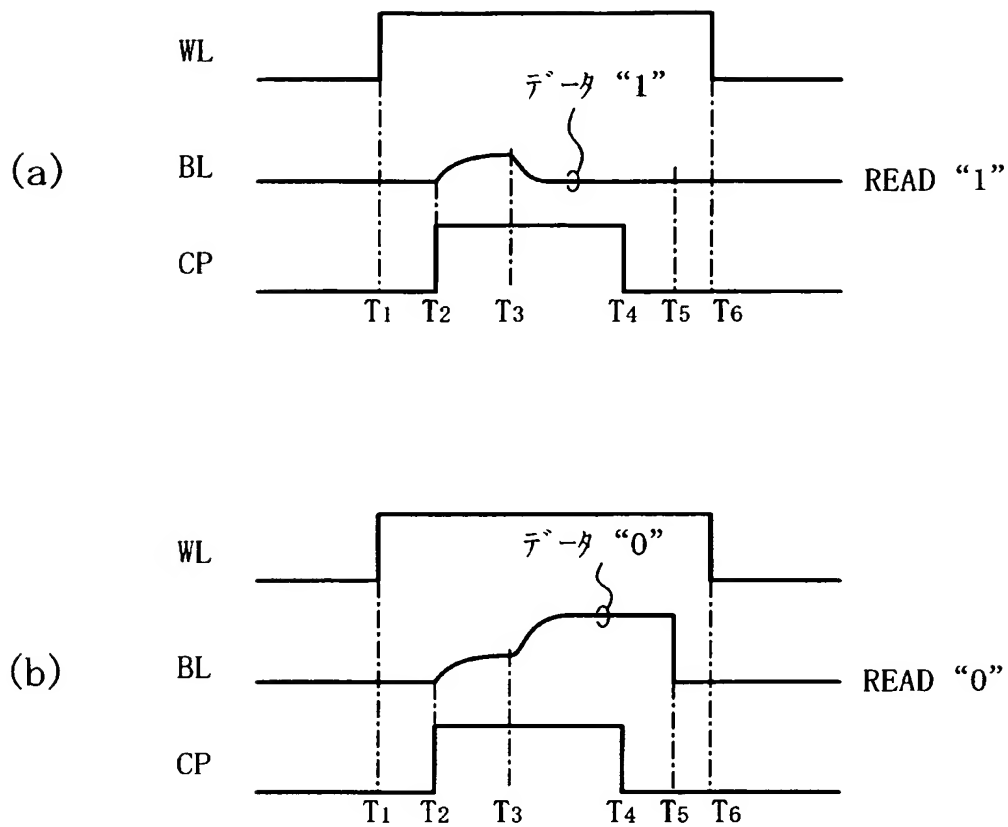 WL
データ “1”
(a)
BL
READ “1”
CP
T1 T2 T3 T4 T5 T6
WL
データ “0”
(b)
BL
READ “0”
CP
T1 T2 T3 T4 T5 T6